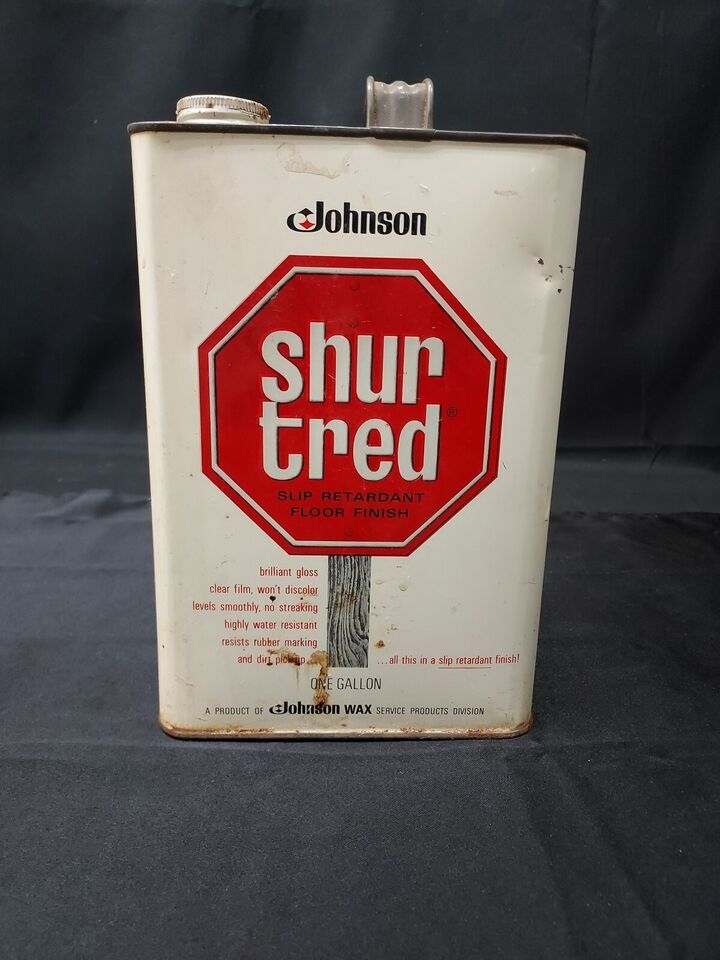 Johnson
shur
tred®
SLIP RETARDANT
FLOOR FINISH
brilliant gloss
clear film, won't discolor
levels smoothly, no streaking
highly water resistant
resists rubber marking
and dirt pickup...
...all this in a slip retardant finish!
ONE GALLON
A PRODUCT OF Johnson WAX SERVICE PRODUCTS DIVISION